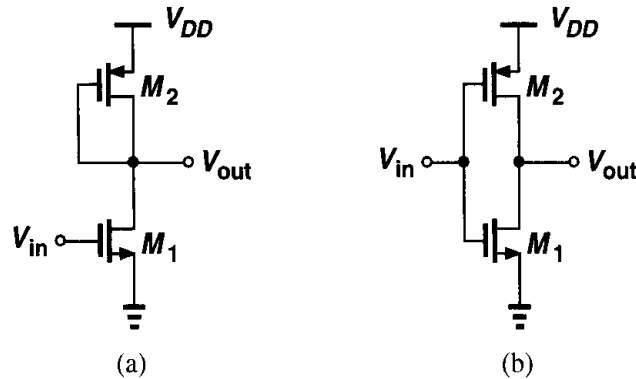 V_DD
M_2
V_out
V_in
M_1
(a)
V_DD
M_2
V_in
V_out
M_1
(b)